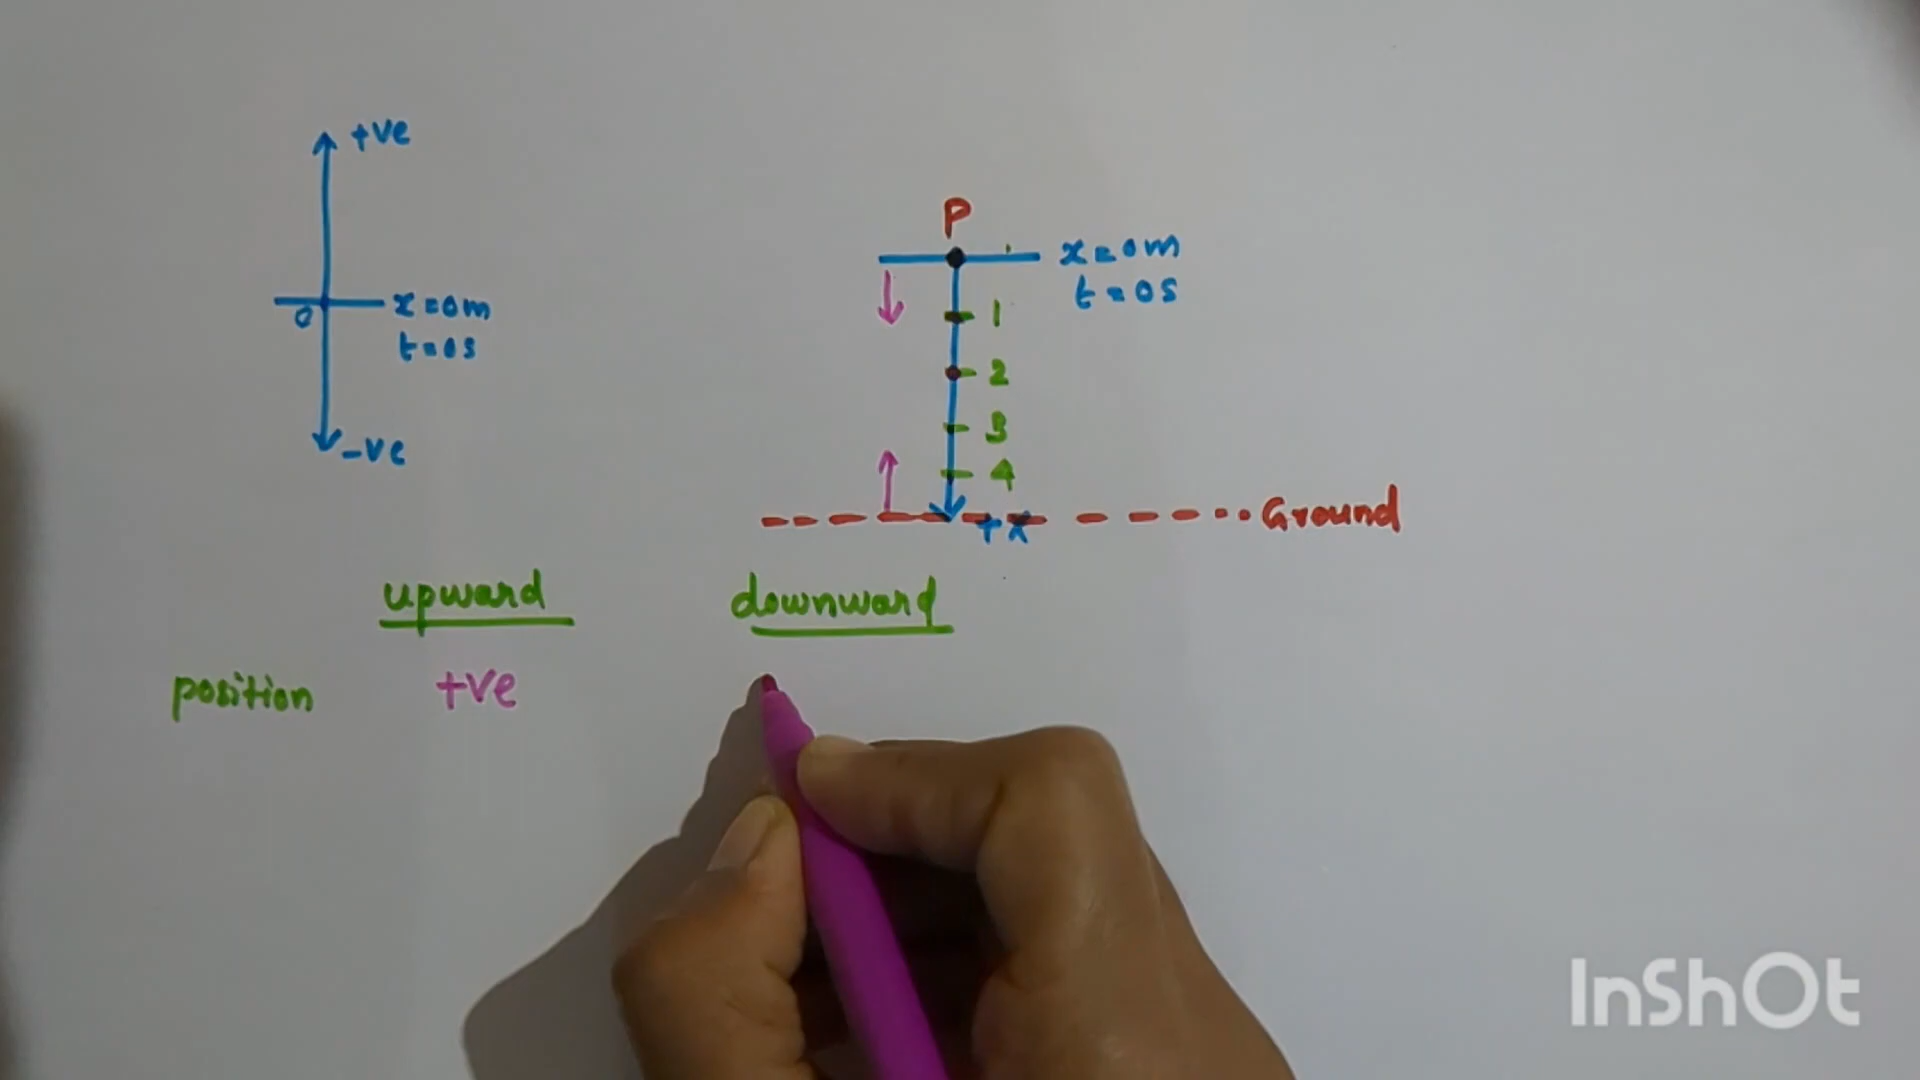 +ve
x=0m
0
t=0s
-ve
P
x=0m
t=0s
1
2
3
4
+x
Ground
upward downward
position +ve
InShOt